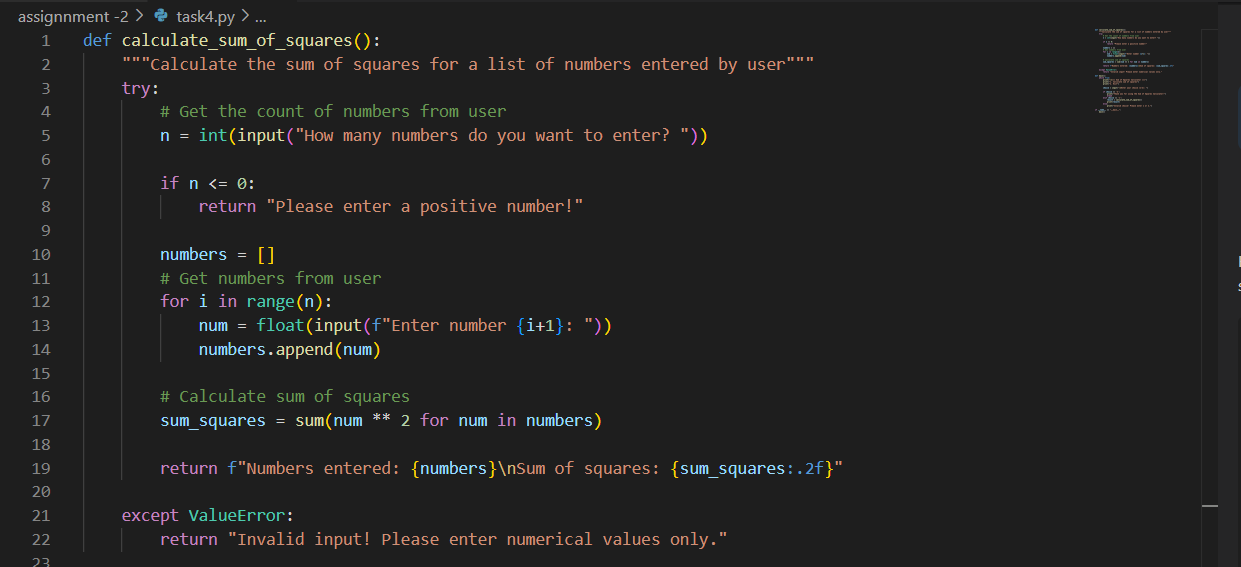 assignnment -2 > task4.py > ...
1 def calculate_sum_of_squares():
2     """Calculate the sum of squares for a list of numbers entered by user"""
3     try:
4         # Get the count of numbers from user
5         n = int(input("How many numbers do you want to enter? "))
6
7         if n <= 0:
8             return "Please enter a positive number!"
9
10         numbers = []
11         # Get numbers from user
12         for i in range(n):
13             num = float(input(f"Enter number {i+1}: "))
14             numbers.append(num)
15
16         # Calculate sum of squares
17         sum_squares = sum(num ** 2 for num in numbers)
18
19         return f"Numbers entered: {numbers}\nSum of squares: {sum_squares:.2f}"
20
21     except ValueError:
22         return "Invalid input! Please enter numerical values only."
23